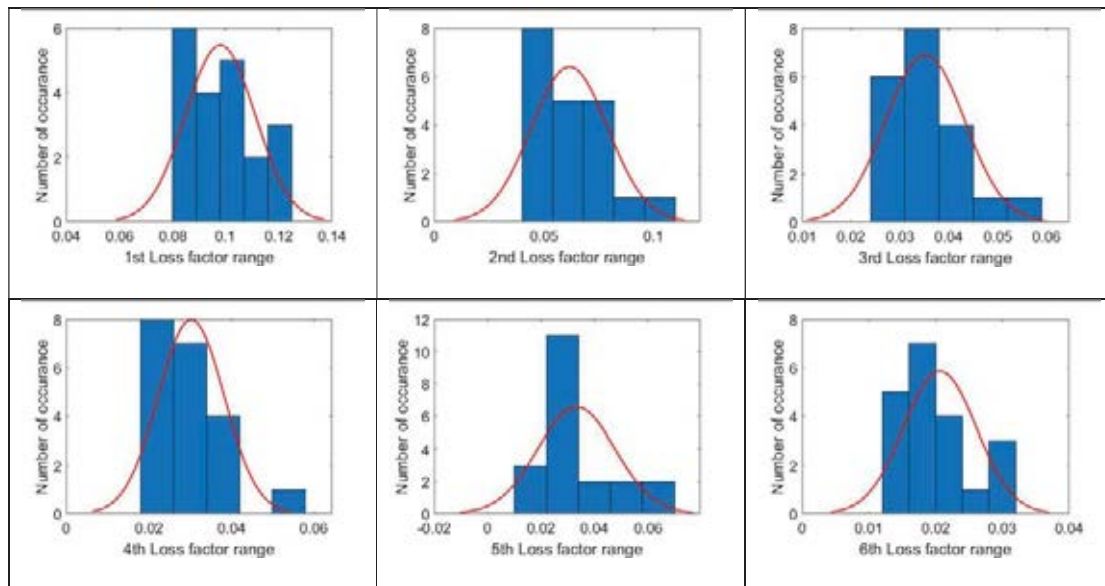 6
4
2
0
Number of occurance
0.04 0.06 0.08 0.1 0.12 0.14
1st Loss factor range
8
6
4
2
0
Number of occurance
0 0.05 0.1
2nd Loss factor range
8
6
4
2
0
Number of occurance
0.01 0.02 0.03 0.04 0.05 0.06
3rd Loss factor range
8
6
4
2
0
Number of occurance
0 0.02 0.04 0.06
4th Loss factor range
12
10
8
6
4
2
0
Number of occurance
-0.02 0 0.02 0.04 0.06
5th Loss factor range
8
6
4
2
0
Number of occurance
0 0.01 0.02 0.03 0.04
6th Loss factor range